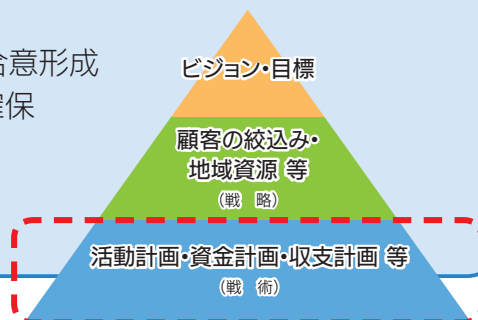 合意形成
確保
ビジョン・目標
顧客の絞込み・
地域資源 等
(戦 略)
活動計画・資金計画・収支計画 等
(戦 術)